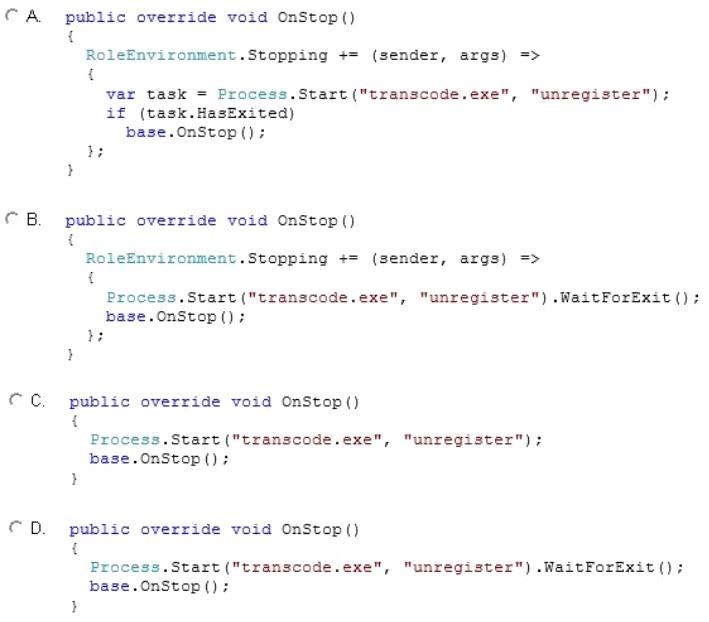 A. public override void OnStop()
{
RoleEnvironment.Stopping += (sender, args) =>
{
var task = Process.Start("transcode.exe", "unregister");
if (task.HasExited)
base.OnStop();
};
}
B. public override void OnStop()
{
RoleEnvironment.Stopping += (sender, args) =>
{
Process.Start("transcode.exe", "unregister").WaitForExit();
base.OnStop();
};
}
C. public override void OnStop()
{
Process.Start("transcode.exe", "unregister");
base.OnStop();
}
D. public override void OnStop()
{
Process.Start("transcode.exe", "unregister").WaitForExit();
base.OnStop();
}